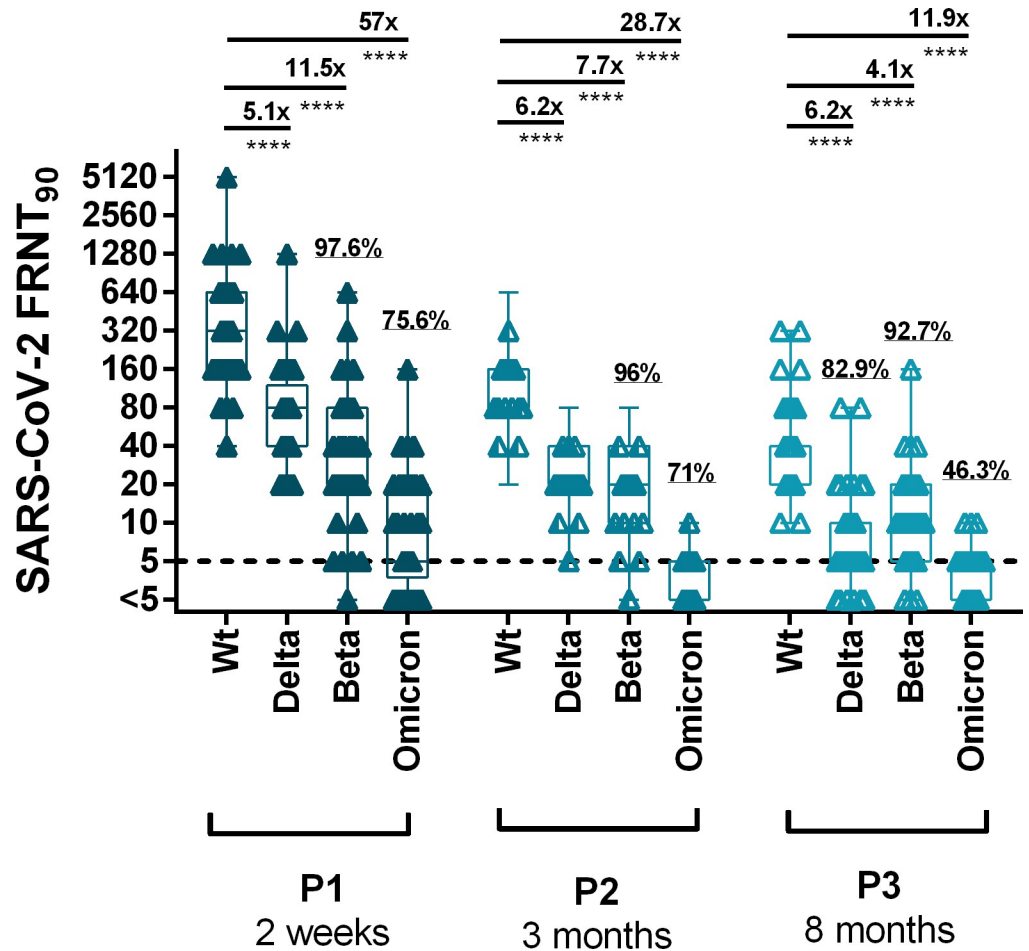 57x
****
11.5x
****
5.1x
****
28.7x
****
7.7x
****
6.2x
****
11.9x
****
4.1x
****
6.2x
****
SARS-CoV-2 FRNT90
5120
2560
1280
640
320
160
80
40
20
10
5
<5
97.6%
75.6%
96%
71%
82.9%
92.7%
46.3%
Wt
Delta
Beta
Omicron
Wt
Delta
Beta
Omicron
Wt
Delta
Beta
Omicron
P1
2 weeks
P2
3 months
P3
8 months